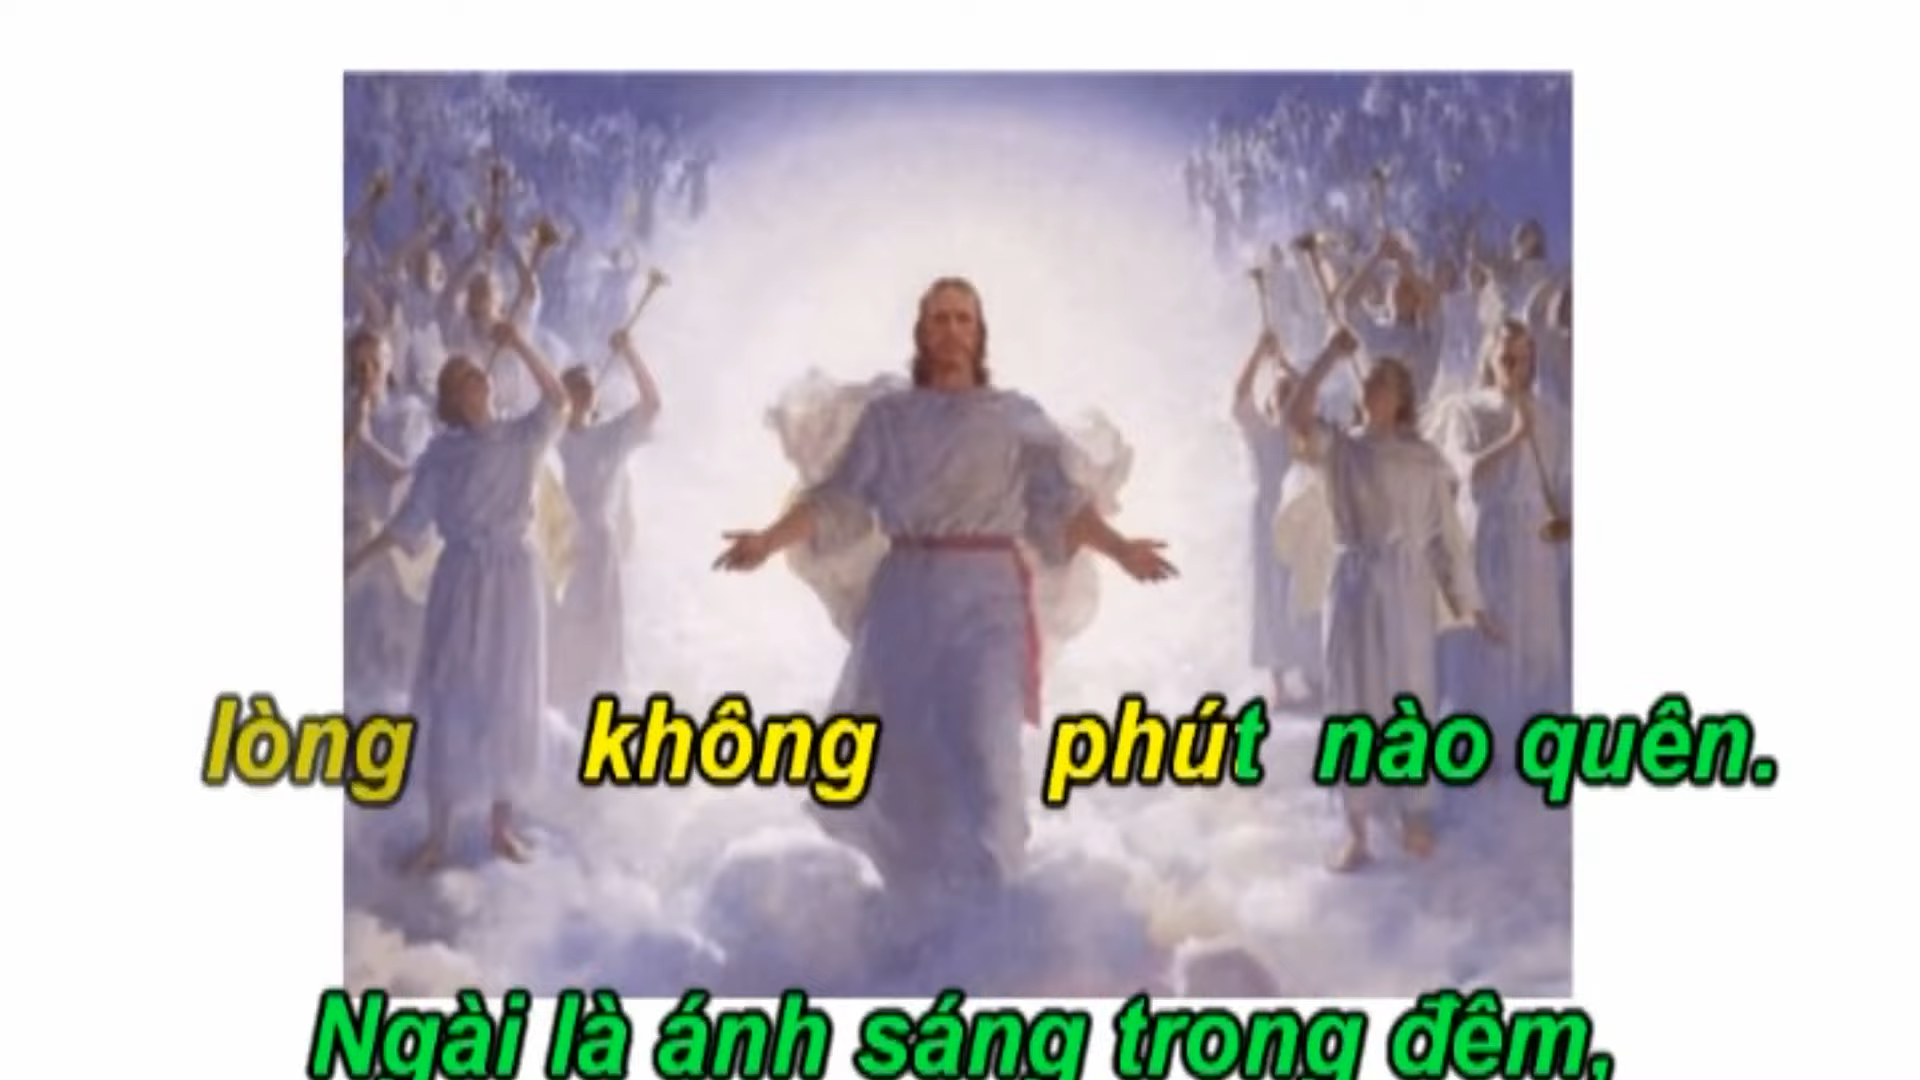 lòng không phút nào quên.
Ngài là ánh sáng trong đêm,